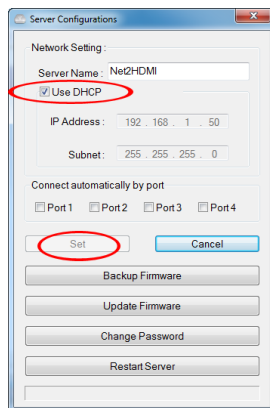 Server Configurations
Network Setting :
Server Name : Net2HDMI
Use DHCP
IP Address : 192 . 168 . 1 . 50
Subnet : 255 . 255 . 255 . 0
Connect automatically by port
Port 1 Port 2 Port 3 Port 4
Set Cancel
Backup Firmware
Update Firmware
Change Password
Restart Server